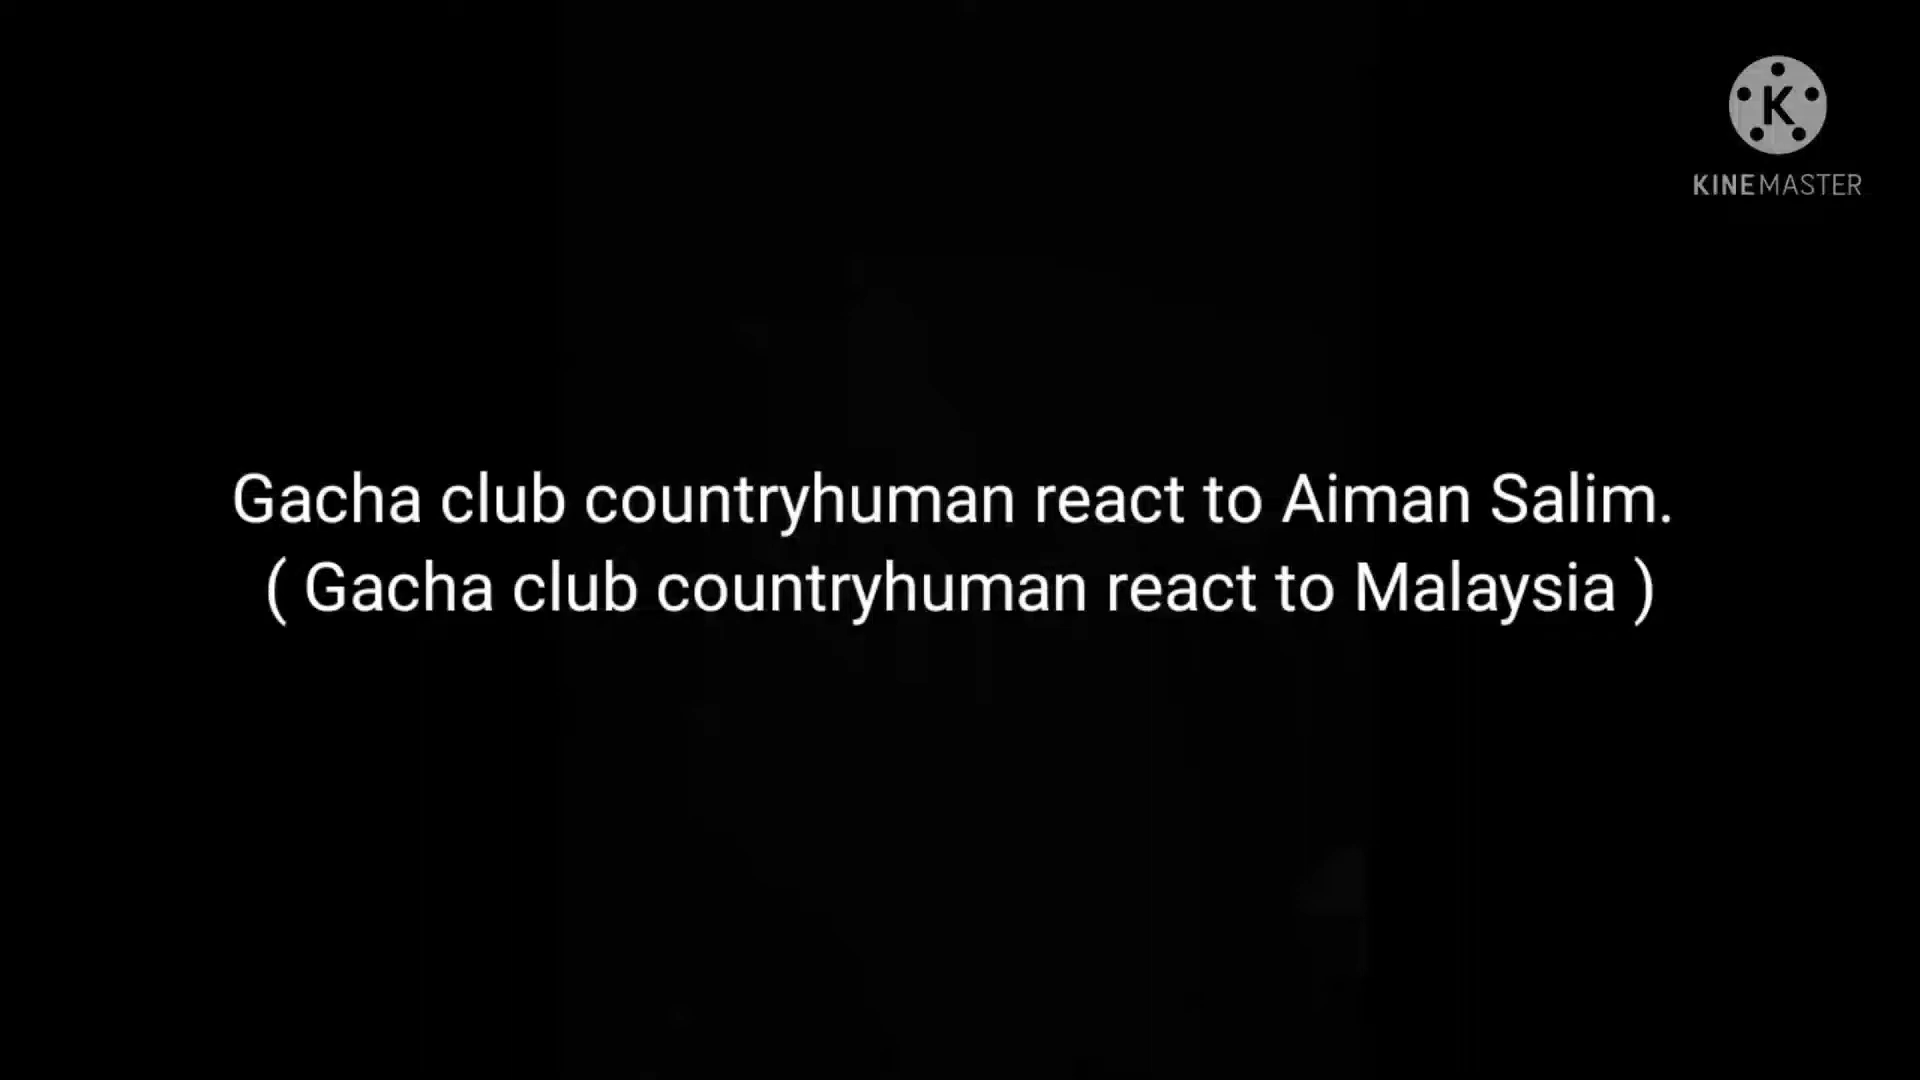 K
KINEMASTER
Gacha club countryhuman react to Aiman Salim.
( Gacha club countryhuman react to Malaysia )